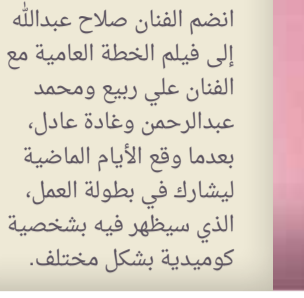 انضم الفنان صلاح عبدالله
إلى فيلم الخطة العامية مع
الفنان علي ربيع ومحمد
عبدالرحمن وغادة عادل،
بعدما وقع الأيام الماضية
ليشارك في بطولة العمل،
الذي سيظهر فيه بشخصية
كوميدية بشكل مختلف.